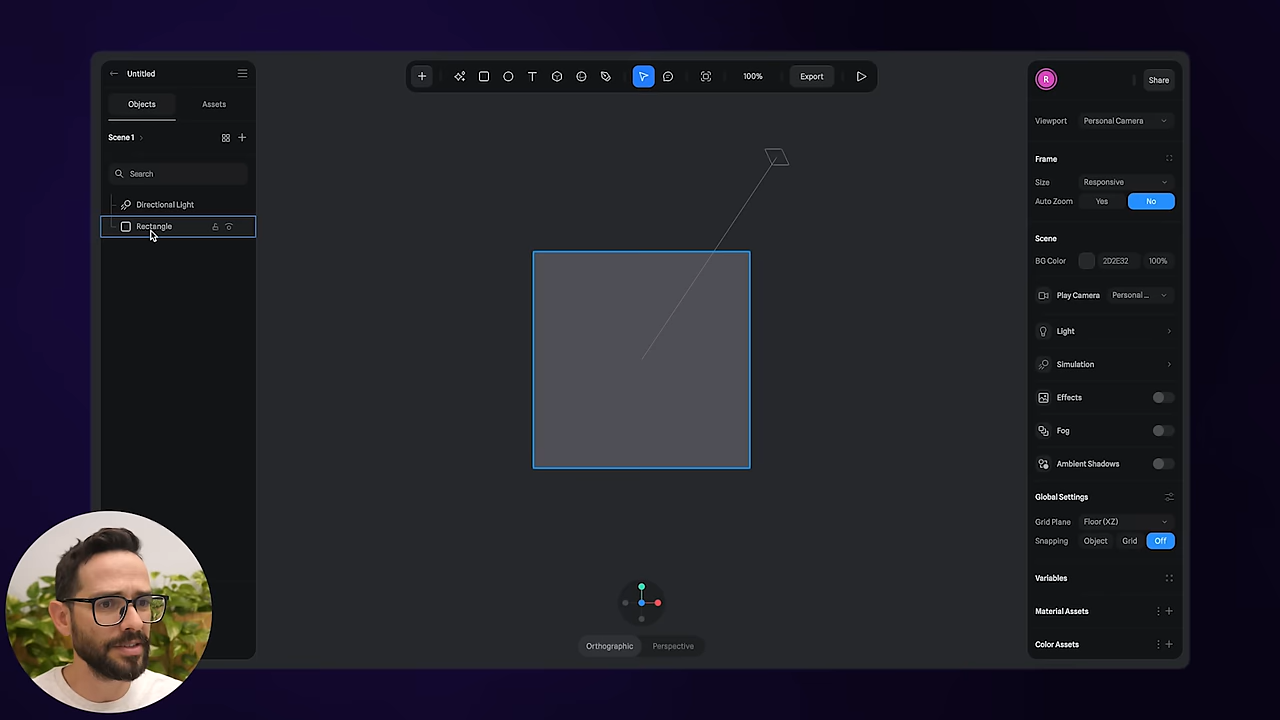 Untitled
100%
Export
R
Share
Objects
Assets
Scene 1
Search
Directional Light
Rectangle
Viewport
Personal Camera
Frame
Size
Responsive
Auto Zoom
Yes
No
Scene
BG Color
2D2E32
100%
Play Camera
Personal ...
Light
Simulation
Effects
Fog
Ambient Shadows
Global Settings
Grid Plane
Floor (XZ)
Snapping
Object
Grid
Off
Variables
Material Assets
Color Assets
Orthographic
Perspective